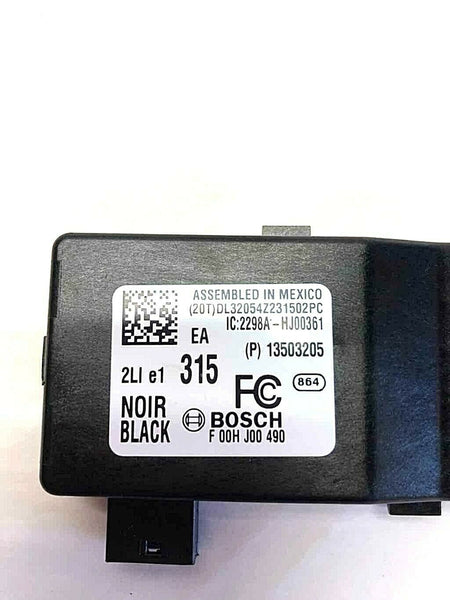 ASSEMBLED IN MEXICO
(20T)DL32054Z231502PC
IC:2298A-HJ00361
EA
(P) 13503205
2LI e1 315 FC 864
NOIR
BLACK
BOSCH
F 00H J00 490